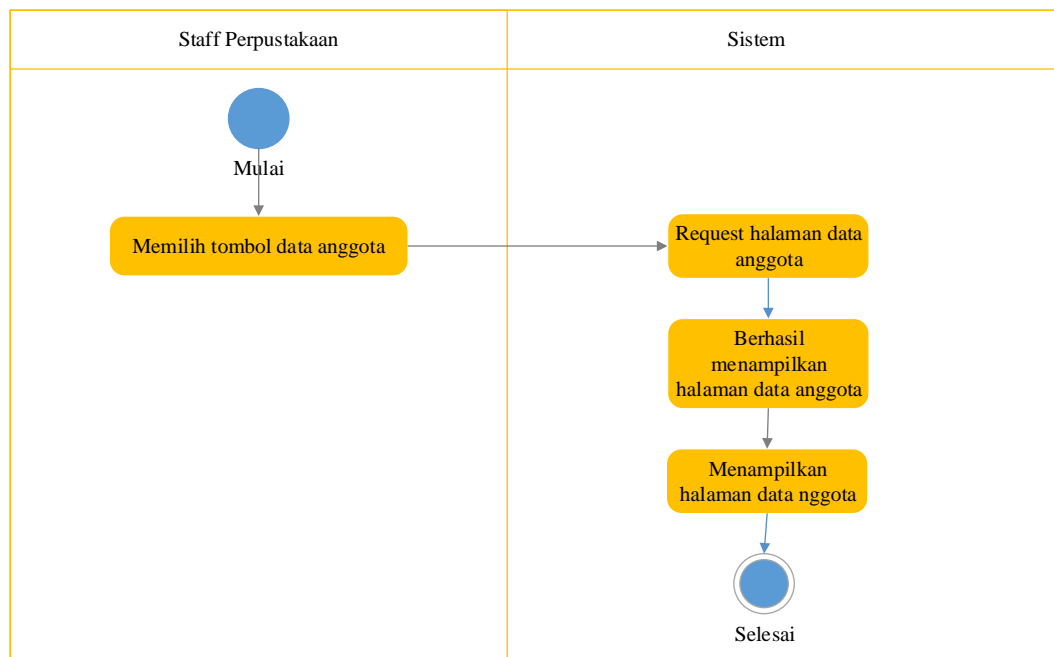 Staff Perpustakaan
Sistem
Mulai
Memilih tombol data anggota
Request halaman data
anggota
Berhasil
menampilkan
halaman data anggota
Menampilkan
halaman data nggota
Selesai